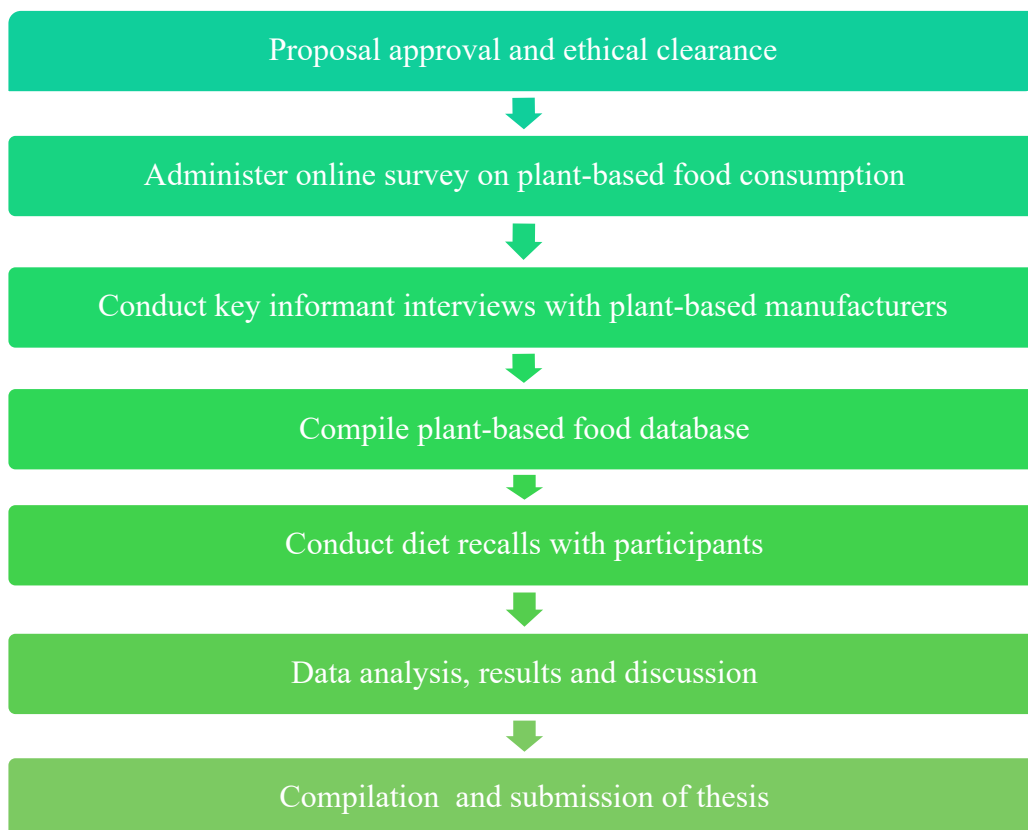 Proposal approval and ethical clearance
Administer online survey on plant-based food consumption
Conduct key informant interviews with plant-based manufacturers
Compile plant-based food database
Conduct diet recalls with participants
Data analysis, results and discussion
Compilation  and submission of thesis